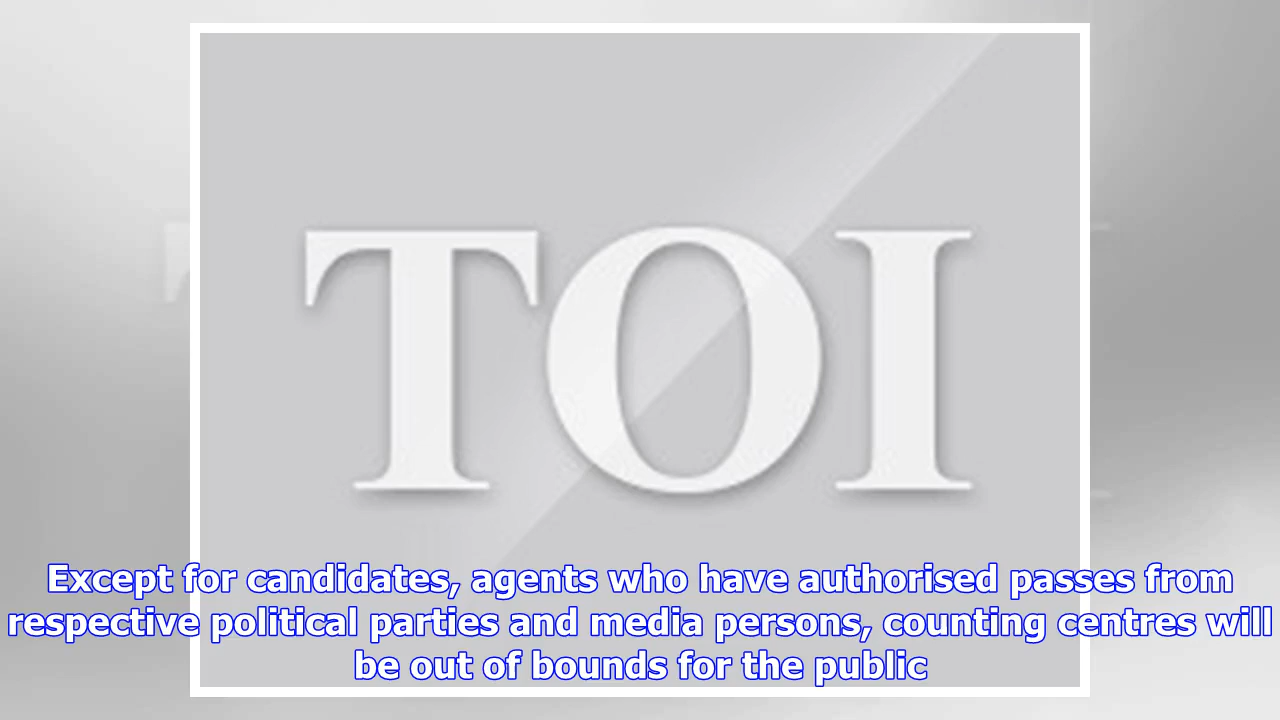 TOI
Except for candidates, agents who have authorised passes from
respective political parties and media persons, counting centres will
be out of bounds for the public